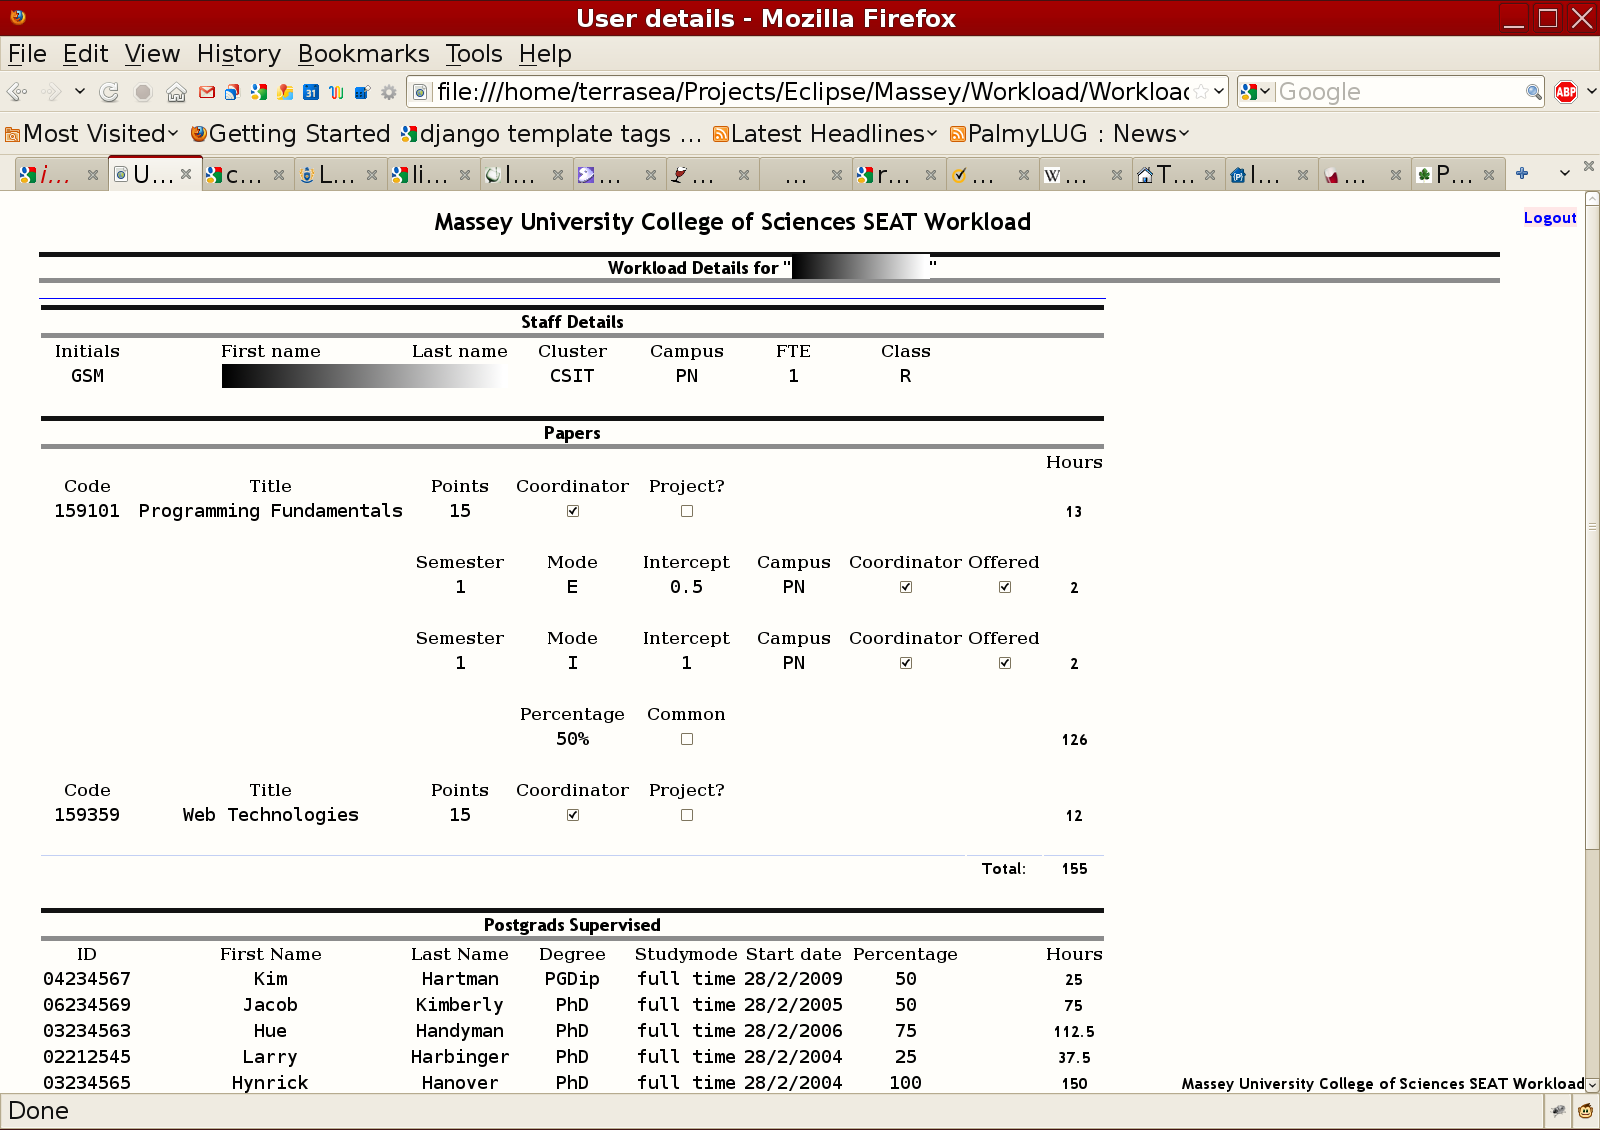 User details - Mozilla Firefox
File Edit View History Bookmarks Tools Help
file:///home/terrasea/Projects/Eclipse/Massey/Workload/Workload Google ABP
Most Visited Getting Started django template tags ... Latest Headlines PalmyLUG : News
i... U... c... L... li... I... ... ... ... r... ... W ... T... I... ... P...
Massey University College of Sciences SEAT Workload Logout
Workload Details for " "
Staff Details
Initials First name Last name Cluster Campus FTE Class
GSM CSIT PN 1 R
Papers
Hours
Code Title Points Coordinator Project?
159101 Programming Fundamentals 15 13
Semester Mode Intercept Campus Coordinator Offered
1 E 0.5 PN 2
Semester Mode Intercept Campus Coordinator Offered
1 I 1 PN 2
Percentage Common
50% 126
Code Title Points Coordinator Project?
159359 Web Technologies 15 12
Total: 155
Postgrads Supervised
ID First Name Last Name Degree Studymode Start date Percentage Hours
04234567 Kim Hartman PGDip full time 28/2/2009 50 25
06234569 Jacob Kimberly PhD full time 28/2/2005 50 75
03234563 Hue Handyman PhD full time 28/2/2006 75 112.5
02212545 Larry Harbinger PhD full time 28/2/2004 25 37.5
03234565 Hynrick Hanover PhD full time 28/2/2004 100 150
Massey University College of Sciences SEAT Workload
Done